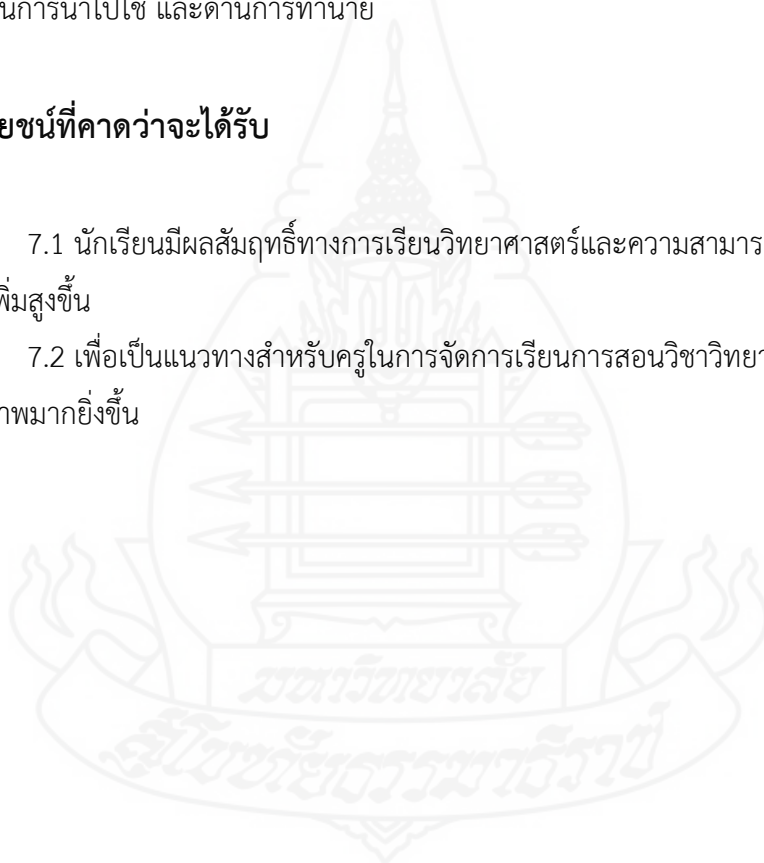 นการนำไปใช้ และด้านการทำนาย
ยชน์ที่คาดว่าจะได้รับ
7.1 นักเรียนมีผลสัมฤทธิ์ทางการเรียนวิทยาศาสตร์และความสามาร
พิ่มสูงขึ้น
7.2 เพื่อเป็นแนวทางสำหรับครูในการจัดการเรียนการสอนวิชาวิทยา
าพมากยิ่งขึ้น
มหาวิทยาลัย
สุโขทัยธรรมาธิราช